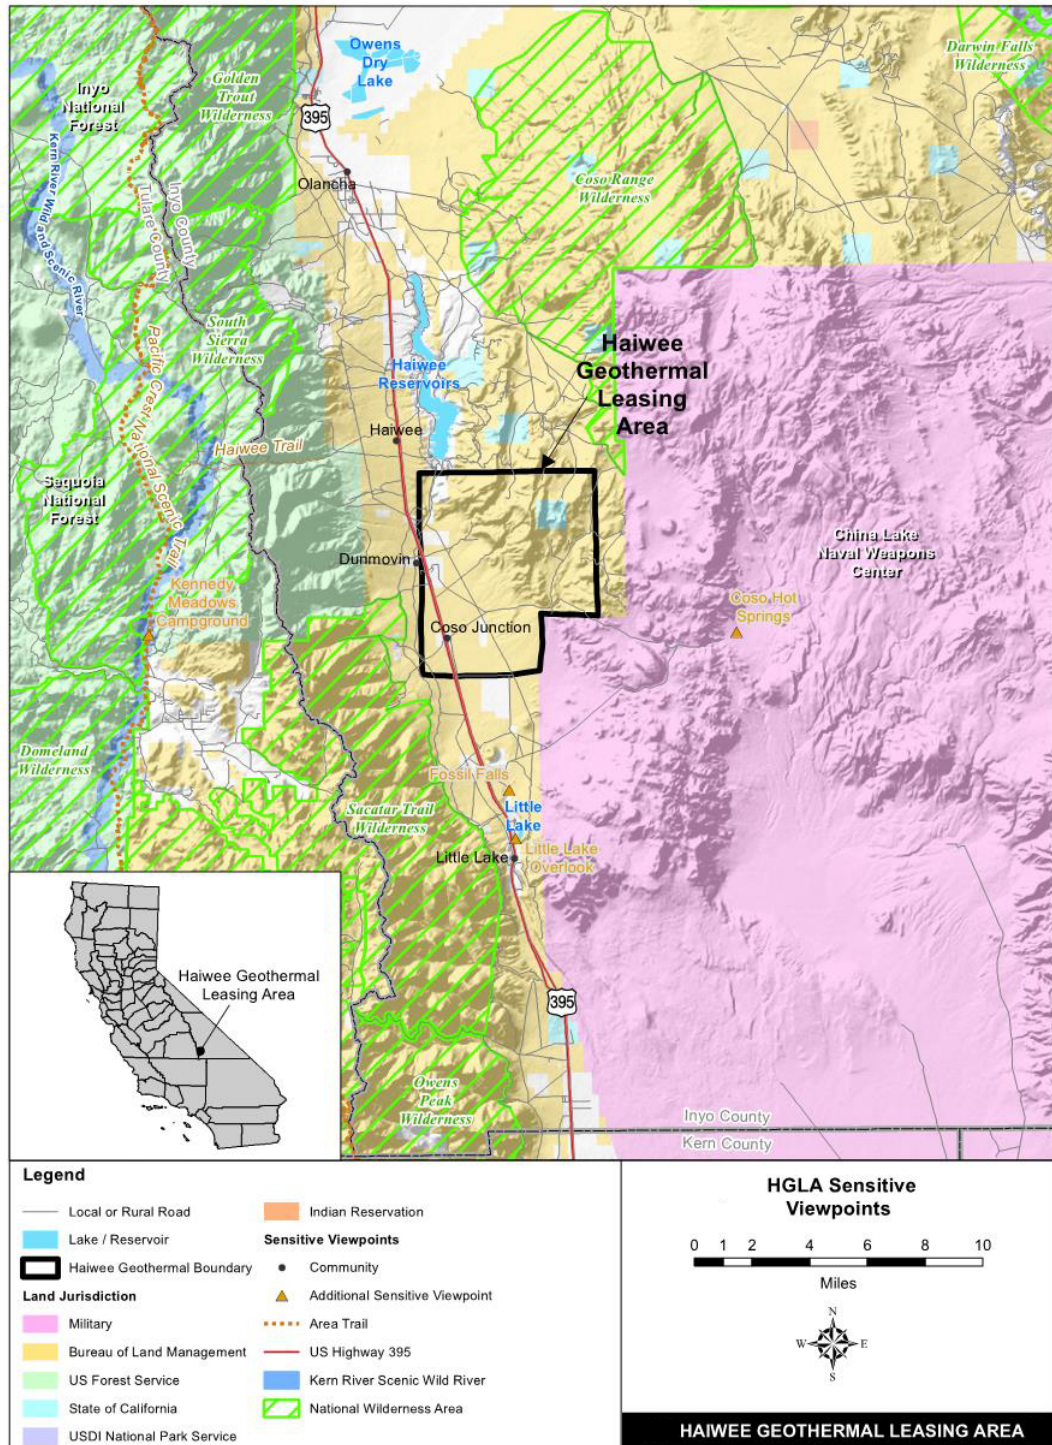 Owens
Dry
Lake
Darwin Falls
Wilderness
Golden
Trout
Wilderness
Inyo
National
Forest
395
Kern River Wild and Scenic River
Inyo County
Tulare County
Olancha
Coso Range
Wilderness
Pacific Crest National Scenic Trail
South
Sierra
Wilderness
Haiwee
Reservoirs
Haiwee
Geothermal
Leasing
Area
Haiwee
Haiwee Trail
Sequoia
National
Forest
China Lake
Naval Weapons
Center
Dunmovin
Kennedy
Meadows
Campground
Coso Hot
Springs
Coso Junction
Domeland
Wilderness
Fossil Falls
Sacatar Trail
Wilderness
Little
Lake
Little Lake
Little Lake
Overlook
Haiwee Geothermal
Leasing Area
395
Owens
Peak
Wilderness
Inyo County
Kern County
Legend
Local or Rural Road
Lake / Reservoir
Haiwee Geothermal Boundary
Land Jurisdiction
Military
Bureau of Land Management
US Forest Service
State of California
USDI National Park Service
Indian Reservation
Sensitive Viewpoints
Community
Additional Sensitive Viewpoint
Area Trail
US Highway 395
Kern River Scenic Wild River
National Wilderness Area
HGLA Sensitive
Viewpoints
0 1 2 4 6 8 10
Miles
N
W E
S
HAIWEE GEOTHERMAL LEASING AREA